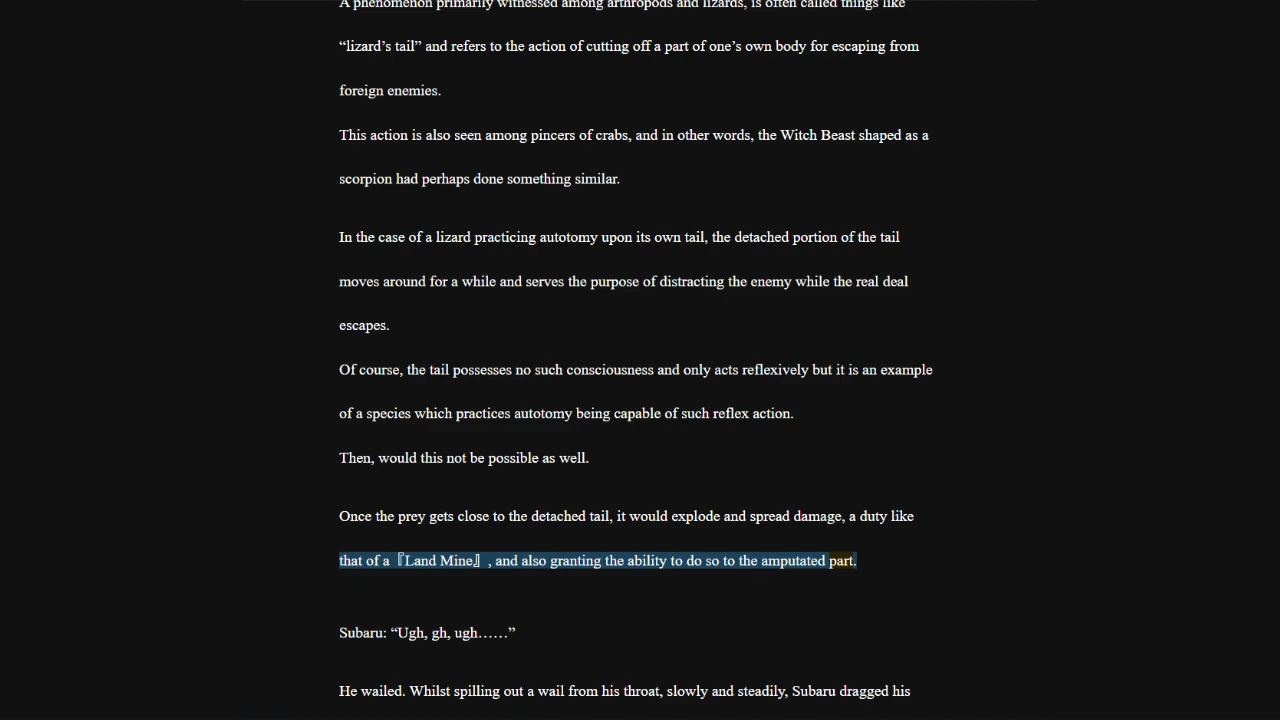 A phenomenon primarily witnessed among arthropods and lizards, is often called things like
“lizard’s tail” and refers to the action of cutting off a part of one’s own body for escaping from
foreign enemies.
This action is also seen among pincers of crabs, and in other words, the Witch Beast shaped as a
scorpion had perhaps done something similar.
In the case of a lizard practicing autotomy upon its own tail, the detached portion of the tail
moves around for a while and serves the purpose of distracting the enemy while the real deal
escapes.
Of course, the tail possesses no such consciousness and only acts reflexively but it is an example
of a species which practices autotomy being capable of such reflex action.
Then, would this not be possible as well.
Once the prey gets close to the detached tail, it would explode and spread damage, a duty like
that of a『Land Mine』, and also granting the ability to do so to the amputated part.
Subaru: “Ugh, gh, ugh……”
He wailed. Whilst spilling out a wail from his throat, slowly and steadily, Subaru dragged his